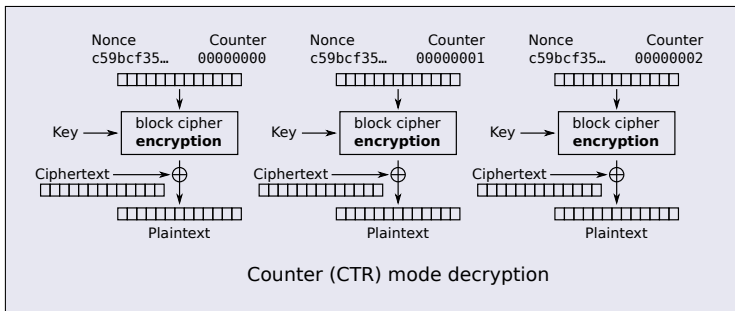 Nonce Counter Nonce Counter Nonce Counter
c59bcf35… 00000000 c59bcf35… 00000001 c59bcf35… 00000002
block cipher block cipher block cipher
Key Key Key
encryption encryption encryption
Ciphertext Ciphertext Ciphertext
Plaintext Plaintext Plaintext
Counter (CTR) mode decryption